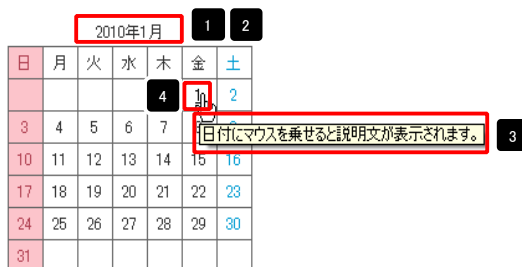 2010年1月 1 2
日 月 火 水 木 金 土
4 1 2
3 4 5 6 7
日付にマウスを乗せると説明文が表示されます。 3
10 11 12 13 14 15 16
17 18 19 20 21 22 23
24 25 26 27 28 29 30
31